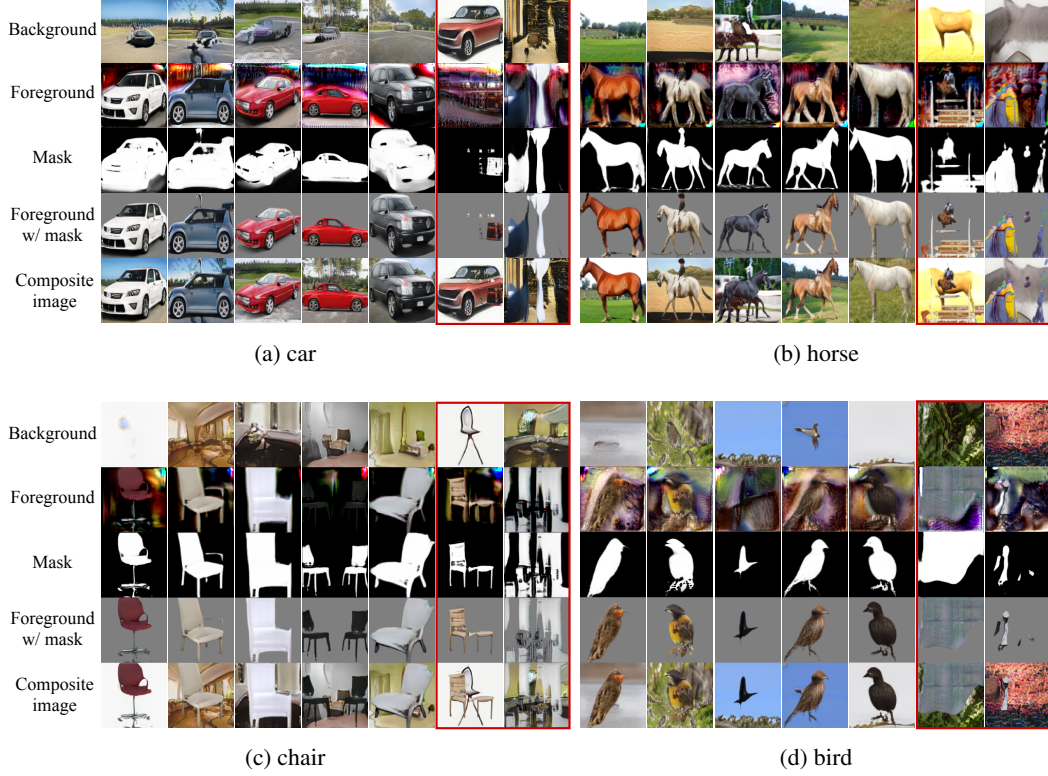 Background
Foreground
Mask
Foreground
w/ mask
Composite
image
(a) car
(b) horse
Background
Foreground
Mask
Foreground
w/ mask
Composite
image
(c) chair
(d) bird